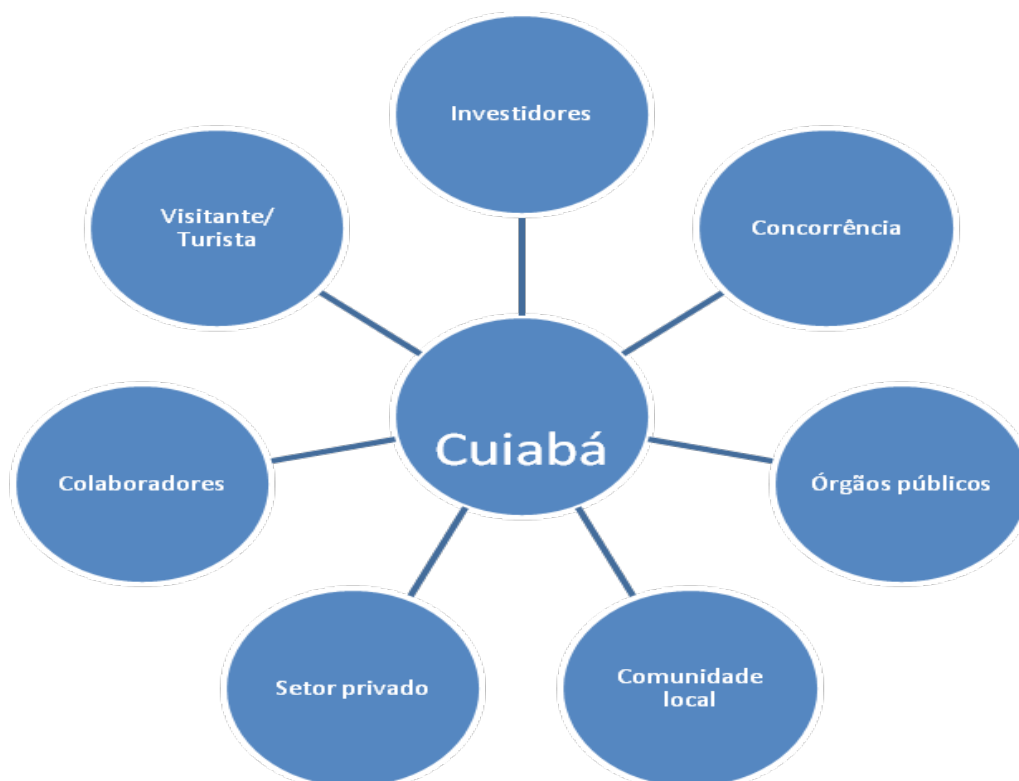 Investidores
Visitante/
Turista
Concorrência
Cuiabá
Colaboradores
Órgãos públicos
Setor privado
Comunidade
local